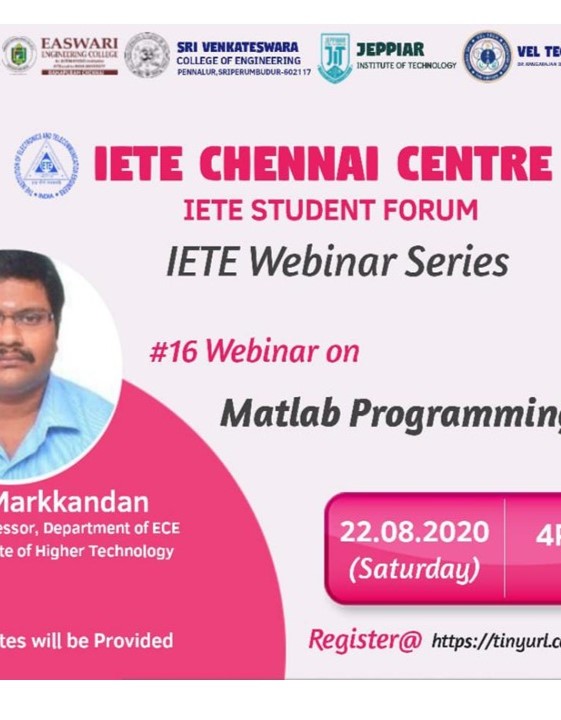 EASWARI
ENGINEERING COLLEGE
SRI VENKATESWARA
COLLEGE OF ENGINEERING
PENNALUR,SRIPERUMBUDUR-602117
JEPPIAR
INSTITUTE OF TECHNOLOGY
VEL TEC
IETE
IETE CHENNAI CENTRE
IETE STUDENT FORUM
IETE Webinar Series
#16 Webinar on
Matlab Programming
Markkandan
essor, Department of ECE
te of Higher Technology
22.08.2020
(Saturday)
4P
tes will be Provided
Register@ https://tinyurl.c